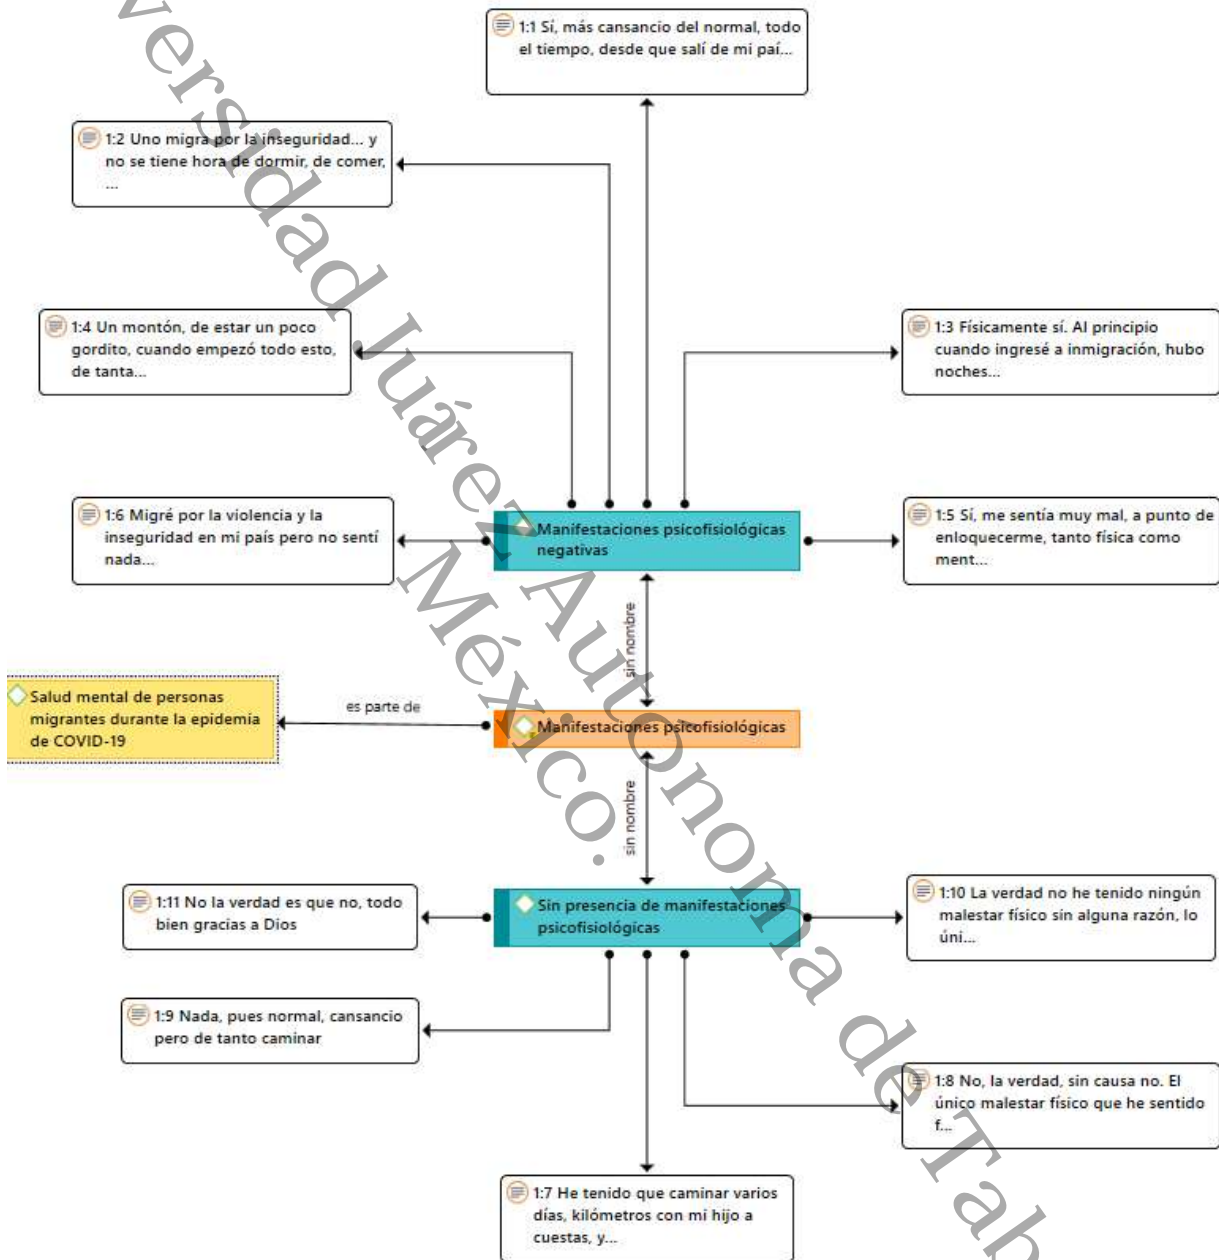 1:1 Sí, más cansancio del normal, todo
el tiempo, desde que salí de mi paí...
1:2 Uno migra por la inseguridad... y
no se tiene hora de dormir, de comer,
...
1:4 Un montón, de estar un poco
gordito, cuando empezó todo esto,
de tanta...
1:3 Físicamente sí. Al principio
cuando ingresé a inmigración, hubo
noches...
1:6 Migré por la violencia y la
inseguridad en mi país pero no sentí
nada...
Manifestaciones psicofisiológicas
negativas
1:5 Sí, me sentía muy mal, a punto de
enloquecerme, tanto física como
ment...
sin nombre
Salud mental de personas
migrantes durante la epidemia
de COVID-19
es parte de
Manifestaciones psicofisiológicas
sin nombre
1:11 No la verdad es que no, todo
bien gracias a Dios
Sin presencia de manifestaciones
psicofisiológicas
1:10 La verdad no he tenido ningún
malestar físico sin alguna razón, lo
úni...
1:9 Nada, pues normal, cansancio
pero de tanto caminar
1:8 No, la verdad, sin causa no. El
único malestar físico que he sentido
f...
1:7 He tenido que caminar varios
días, kilómetros con mi hijo a
cuestas, y...
versidad Juárez Autónoma de Tab
México.